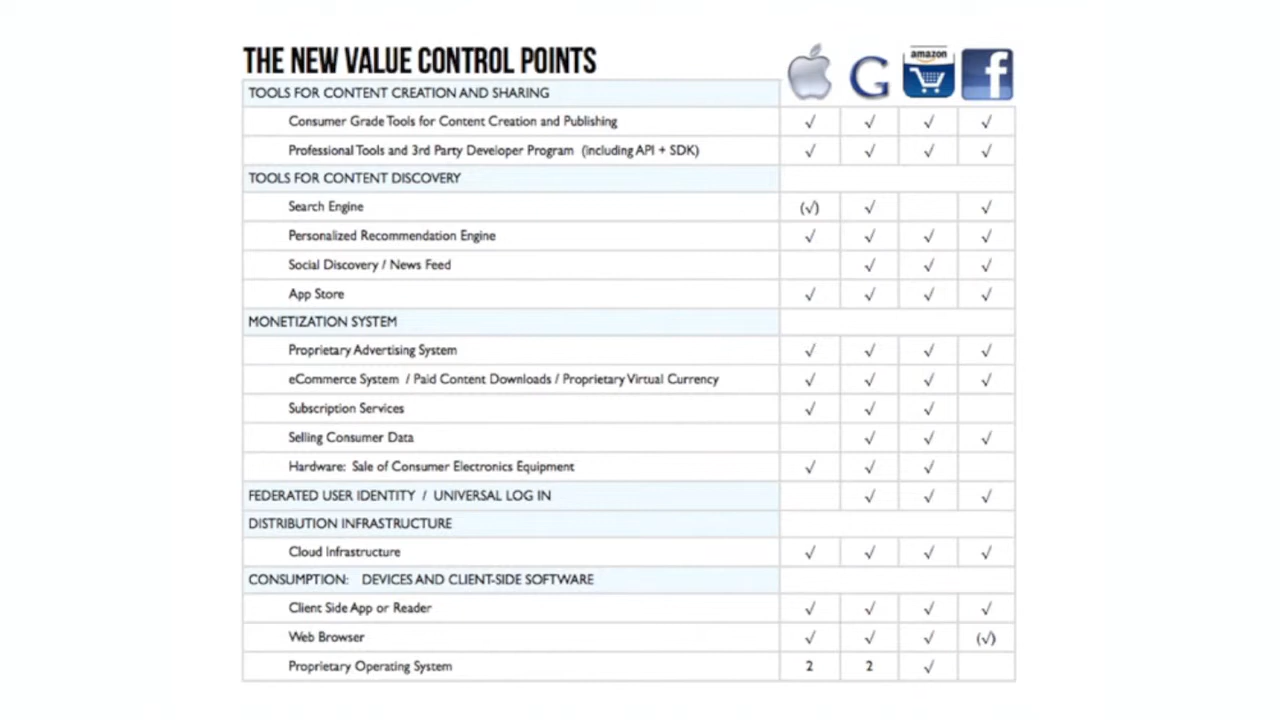 THE NEW VALUE CONTROL POINTS
G amazon f
TOOLS FOR CONTENT CREATION AND SHARING
Consumer Grade Tools for Content Creation and Publishing √ √ √ √
Professional Tools and 3rd Party Developer Program (including API + SDK) √ √ √ √
TOOLS FOR CONTENT DISCOVERY
Search Engine (√) √ √
Personalized Recommendation Engine √ √ √ √
Social Discovery / News Feed √ √ √
App Store √ √ √ √
MONETIZATION SYSTEM
Proprietary Advertising System √ √ √ √
eCommerce System / Paid Content Downloads / Proprietary Virtual Currency √ √ √ √
Subscription Services √ √ √
Selling Consumer Data √ √ √
Hardware: Sale of Consumer Electronics Equipment √ √ √
FEDERATED USER IDENTITY / UNIVERSAL LOG IN √ √ √
DISTRIBUTION INFRASTRUCTURE
Cloud Infrastructure √ √ √ √
CONSUMPTION: DEVICES AND CLIENT-SIDE SOFTWARE
Client Side App or Reader √ √ √ √
Web Browser √ √ √ (√)
Proprietary Operating System 2 2 √